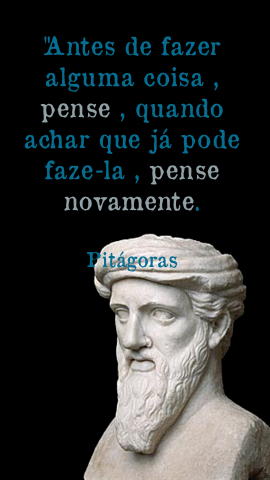 "Antes de fazer
alguma coisa ,
pense , quando
achar que já pode
faze-la , pense
novamente.
Pitágoras